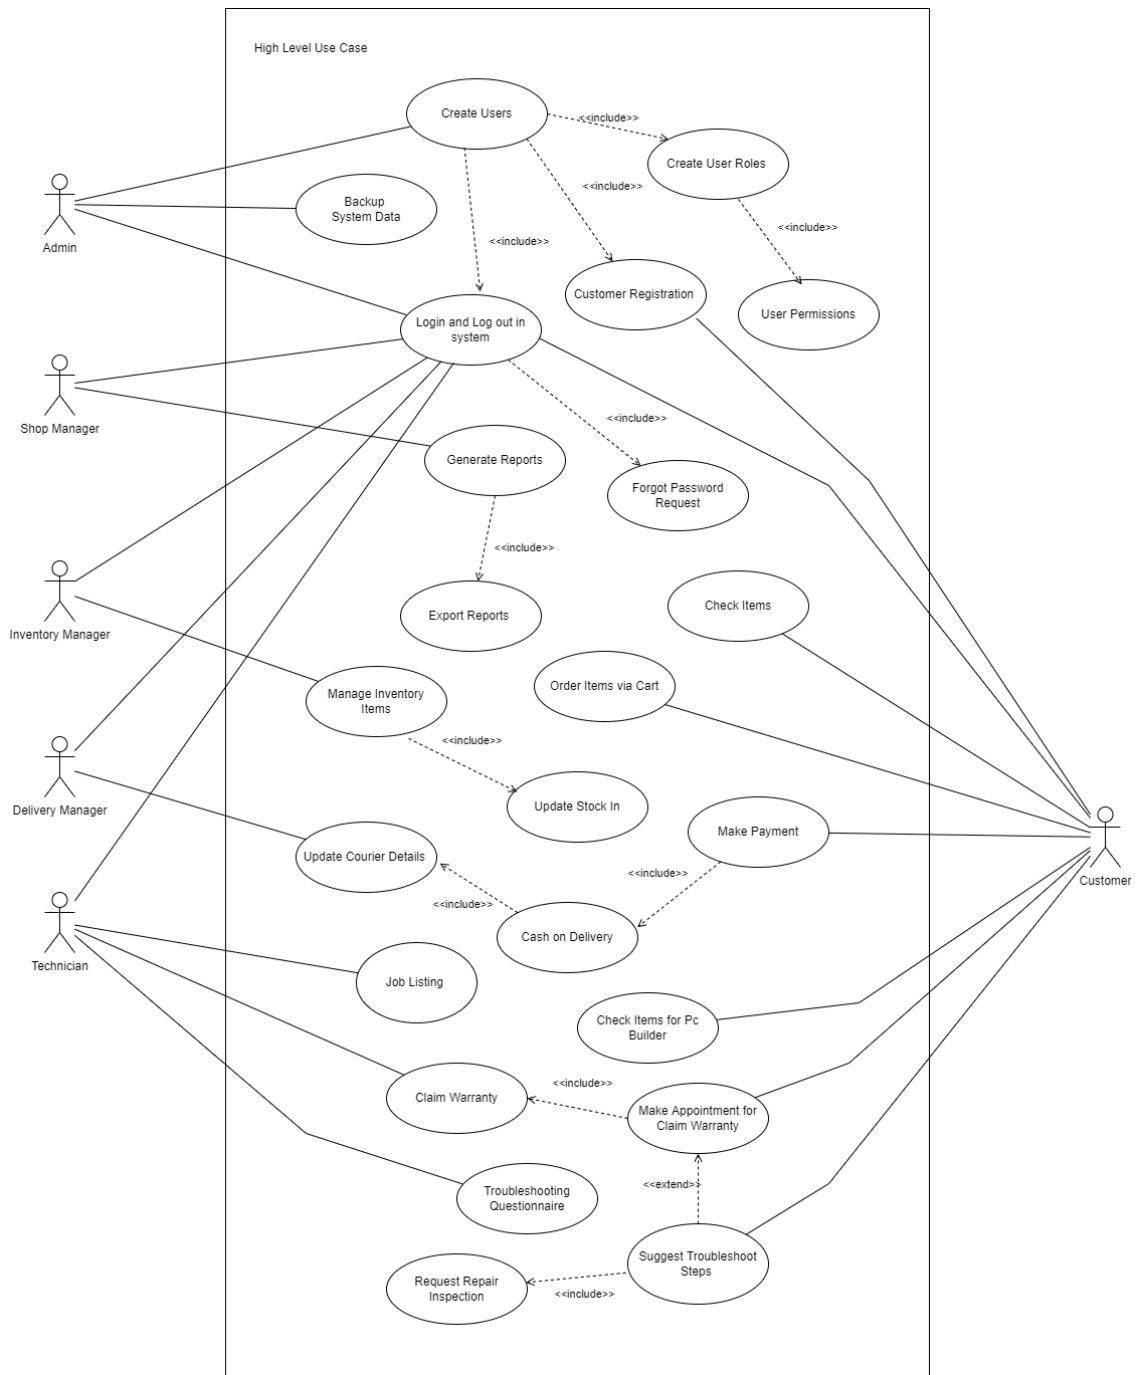 High Level Use Case
Create Users
<<include>>
Create User Roles
<<include>>
Backup
System Data
<<include>>
Admin
<<include>>
Customer Registration
User Permissions
Login and Log out in
system
Shop Manager
<<include>>
Generate Reports
Forgot Password
Request
<<include>>
Check Items
Export Reports
Inventory Manager
Order Items via Cart
Manage Inventory
Items
<<include>>
Update Stock In
Delivery Manager
Make Payment
Update Courier Details
<<include>>
Customer
<<include>>
Cash on Delivery
Technician
Job Listing
Check Items for Pc
Builder
<<include>>
Claim Warranty
Make Appointment for
Claim Warranty
<<extend>>
Troubleshooting
Questionnaire
Suggest Troubleshoot
Steps
Request Repair
Inspection
<<include>>